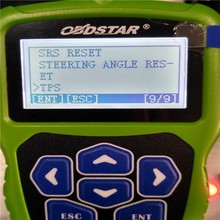 OBDSTAR
SRS RESET
STEERING ANGLE RES-
ET
>TPS
[ENT][ESC] [9/9]
ESC ENT